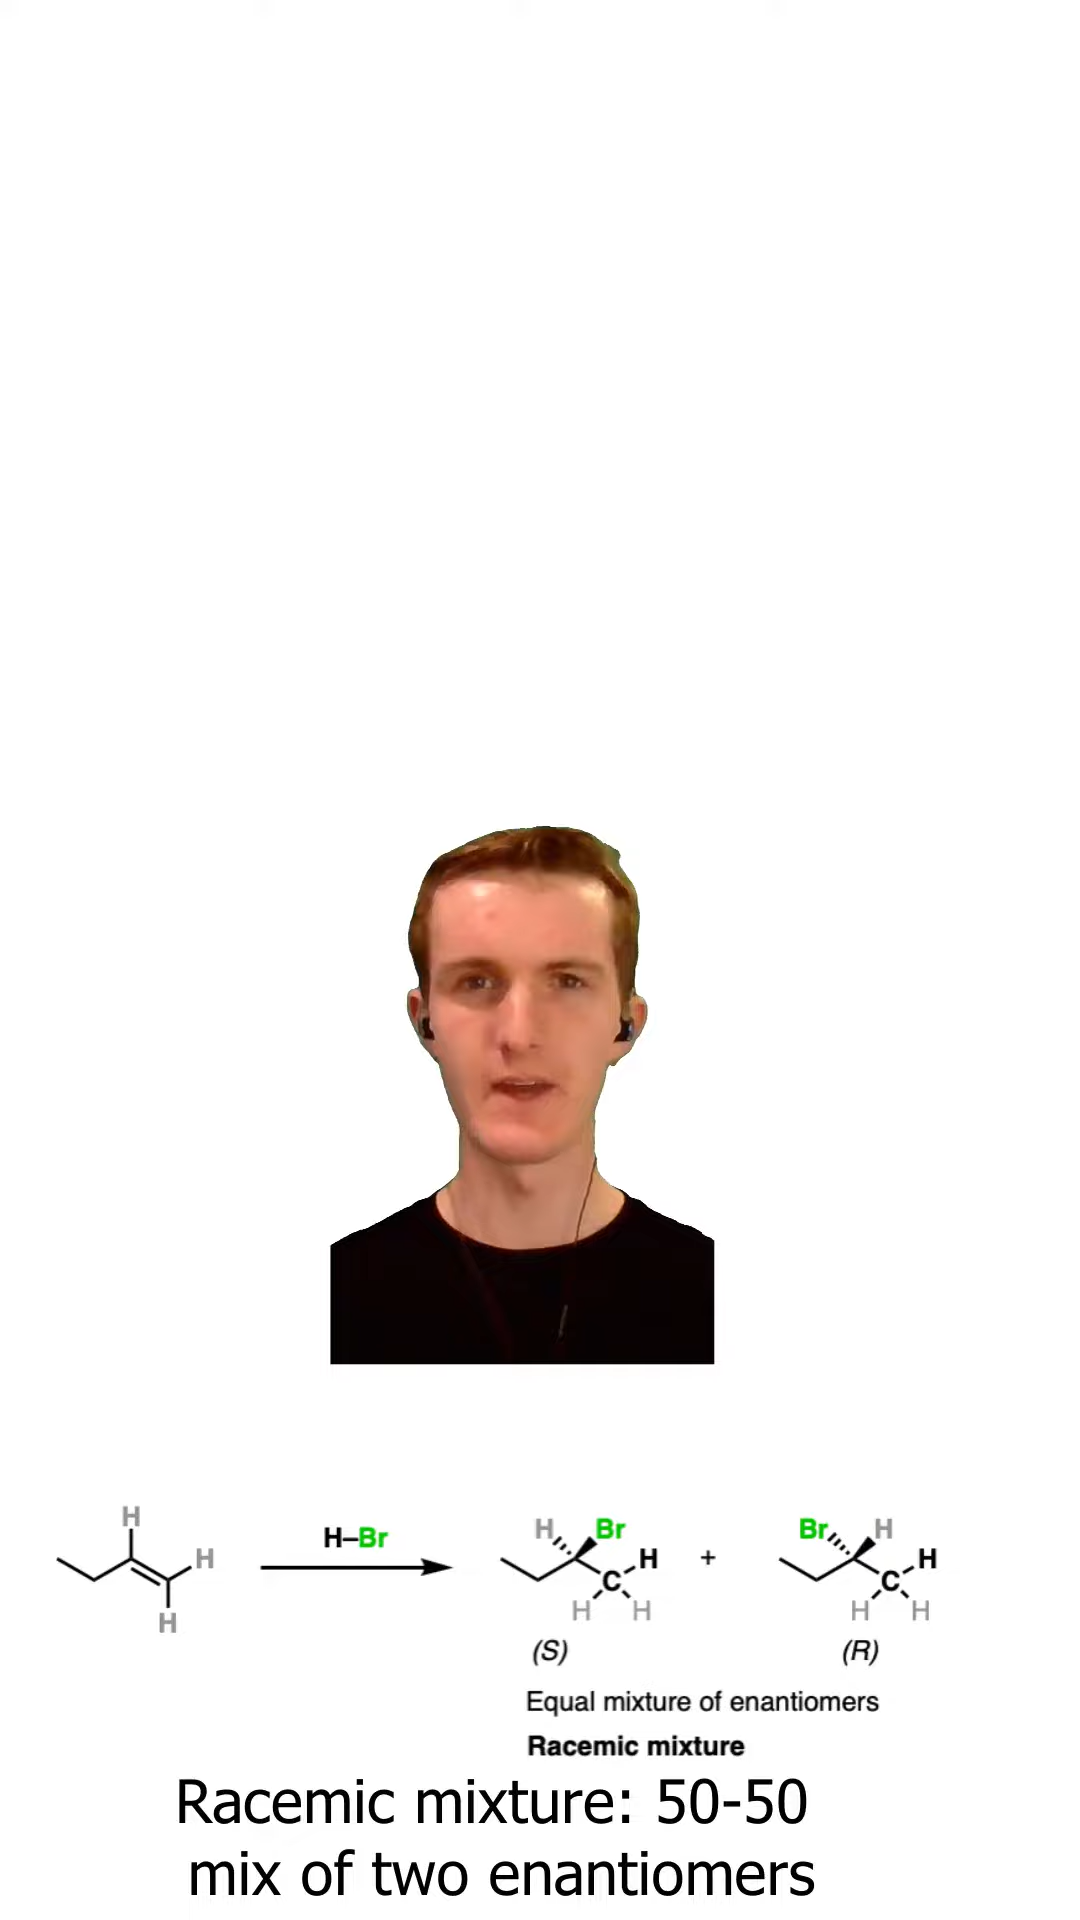 H
H
H
H–Br
H Br
H
C
H H
+
Br H
H
C
H H
(S) (R)
Equal mixture of enantiomers
Racemic mixture
Racemic mixture: 50-50
mix of two enantiomers